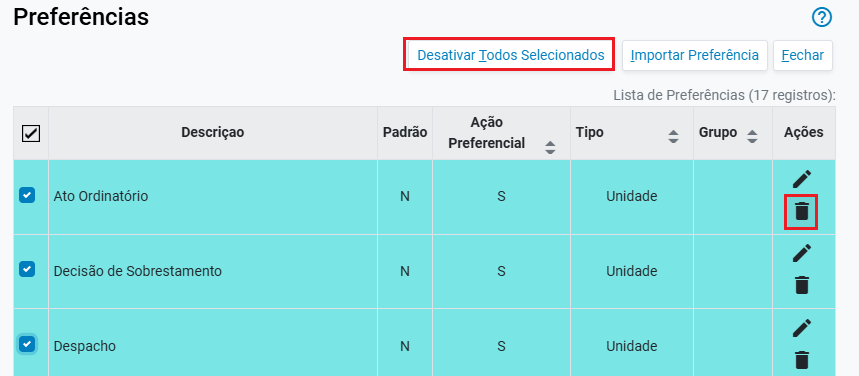 Preferências
Desativar Todos Selecionados Importar Preferência Fechar
Lista de Preferências (17 registros):
Descriçao Padrão Ação Preferencial Tipo Grupo Ações
Ato Ordinatório N S Unidade
Decisão de Sobrestamento N S Unidade
Despacho N S Unidade